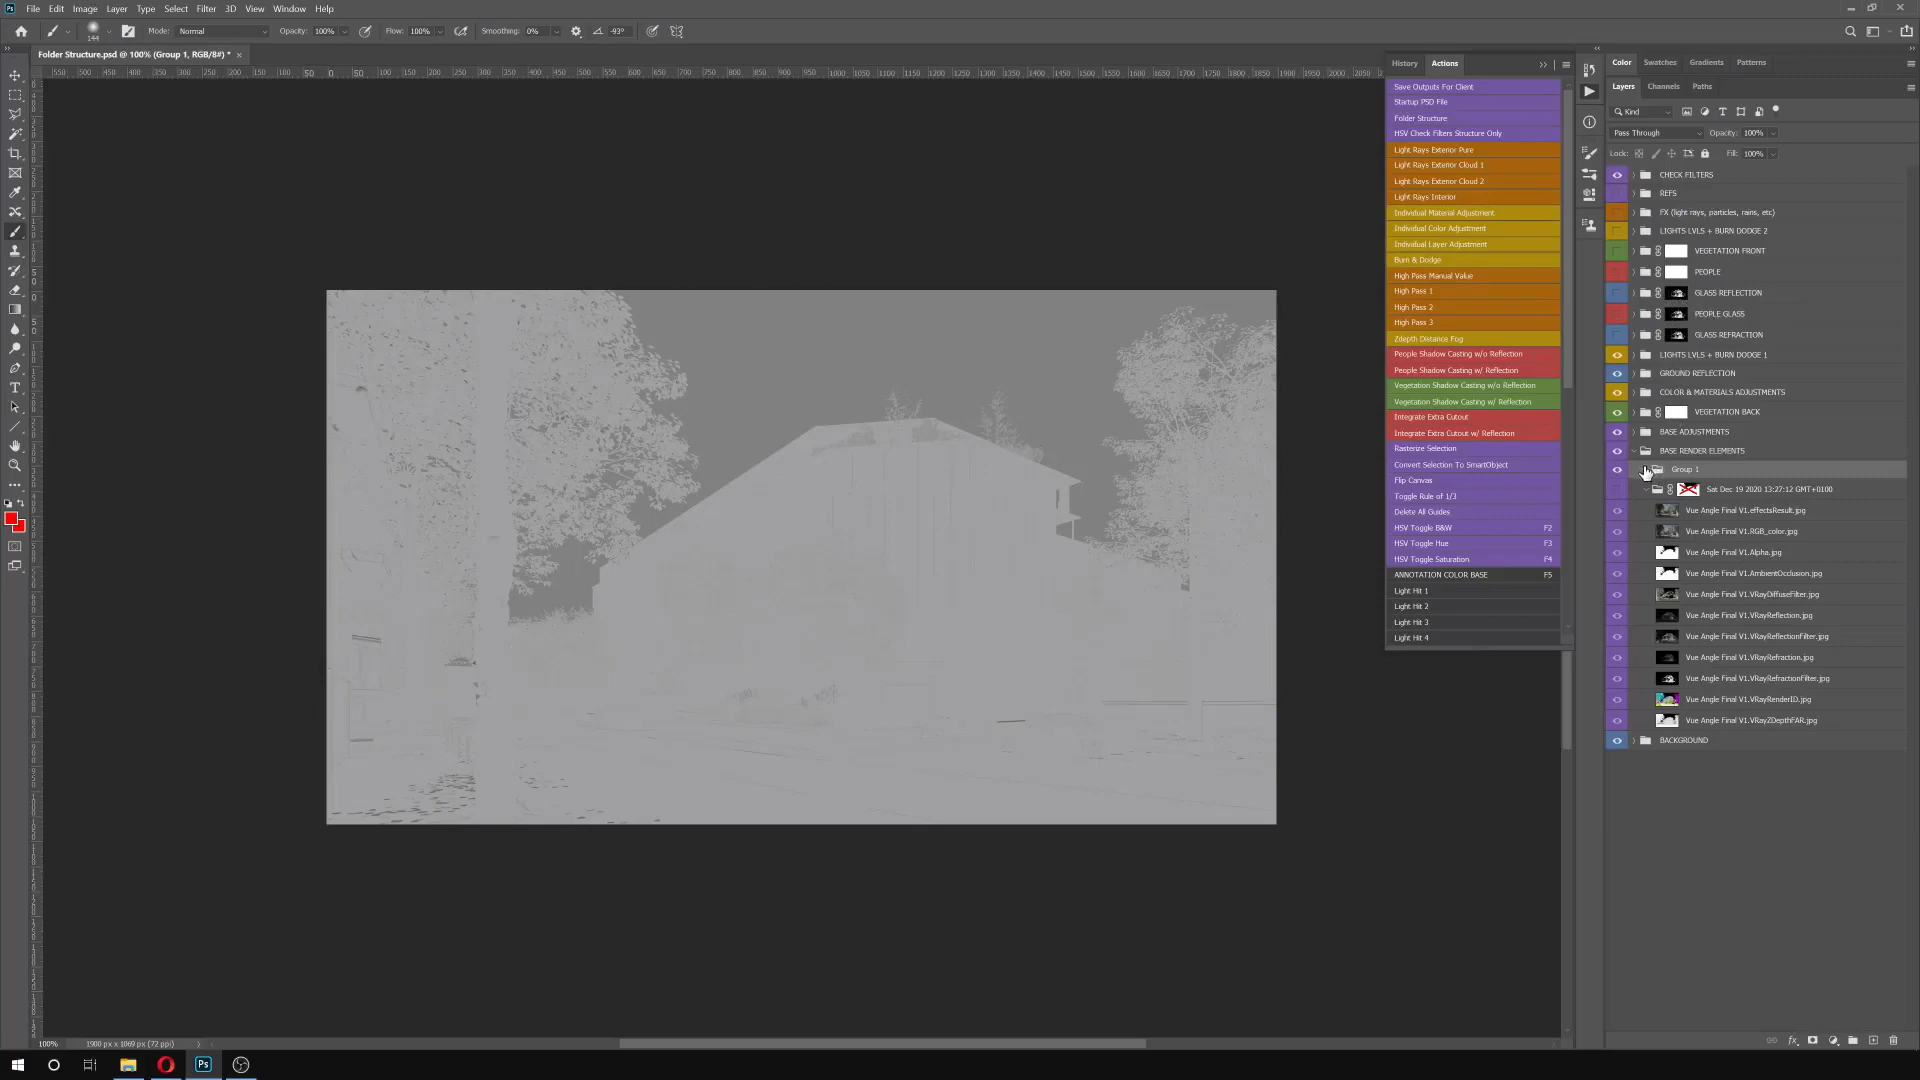 File Edit Image Layer Type Select Filter 3D View Window Help
144 Mode: Normal Opacity: 100% Flow: 100% Smoothing: 0% -93°
Folder Structure.psd @ 100% (Group 1, RGB/8#) *
History Actions
Save Outputs For Client
Startup PSD File
Folder Structure
HSV Check Filters Structure Only
Light Rays Exterior Pure
Light Rays Exterior Cloud 1
Light Rays Exterior Cloud 2
Light Rays Interior
Individual Material Adjustment
Individual Color Adjustment
Individual Layer Adjustment
Burn & Dodge
High Pass Manual Value
High Pass 1
High Pass 2
High Pass 3
Zdepth Distance Fog
People Shadow Casting w/o Reflection
People Shadow Casting w/ Reflection
Vegetation Shadow Casting w/o Reflection
Vegetation Shadow Casting w/ Reflection
Integrate Extra Cutout
Integrate Extra Cutout w/ Reflection
Rasterize Selection
Convert Selection To SmartObject
Flip Canvas
Toggle Rule of 1/3
Delete All Guides
HSV Toggle B&W F2
HSV Toggle Hue F3
HSV Toggle Saturation F4
ANNOTATION COLOR BASE F5
Light Hit 1
Light Hit 2
Light Hit 3
Light Hit 4
Color Swatches Gradients Patterns
Layers Channels Paths
Kind
Pass Through Opacity: 100%
Lock: Fill: 100%
CHECK FILTERS
REFS
FX (light rays, particles, rains, etc)
LIGHTS LVLS + BURN DODGE 2
VEGETATION FRONT
PEOPLE
GLASS REFLECTION
PEOPLE GLASS
GLASS REFRACTION
LIGHTS LVLS + BURN DODGE 1
GROUND REFLECTION
COLOR & MATERIALS ADJUSTMENTS
VEGETATION BACK
BASE ADJUSTMENTS
BASE RENDER ELEMENTS
Group 1
Sat Dec 19 2020 13:27:12 GMT+0100
Vue Angle Final V1.effectsResult.jpg
Vue Angle Final V1.RGB_color.jpg
Vue Angle Final V1.Alpha.jpg
Vue Angle Final V1.AmbientOcclusion.jpg
Vue Angle Final V1.VRayDiffuseFilter.jpg
Vue Angle Final V1.VRayReflection.jpg
Vue Angle Final V1.VRayReflectionFilter.jpg
Vue Angle Final V1.VRayRefraction.jpg
Vue Angle Final V1.VRayRefractionFilter.jpg
Vue Angle Final V1.VRayRenderID.jpg
Vue Angle Final V1.VRayZDepthFAR.jpg
BACKGROUND
100% 1900 px x 1069 px (72 ppi)